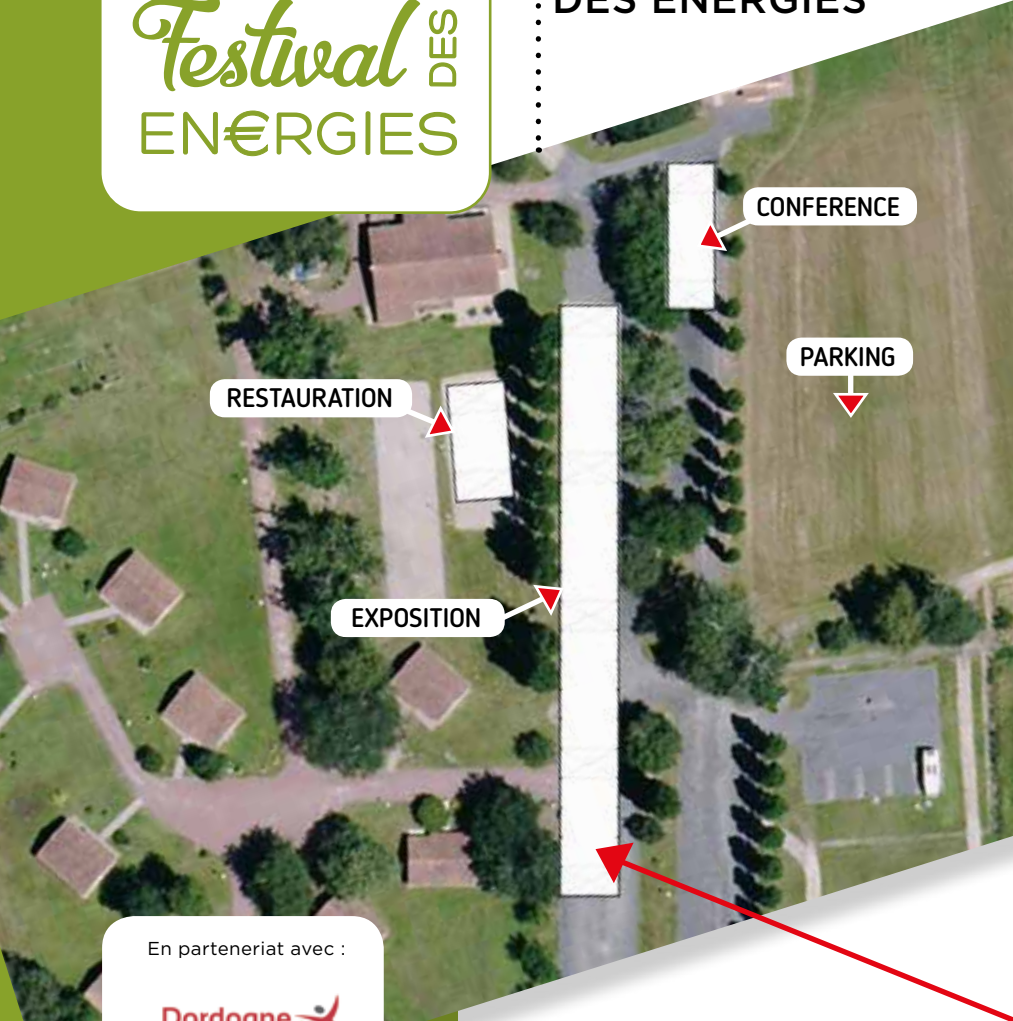 DES ENERGIES
Festival DES
EN€RGIES
CONFERENCE
PARKING
RESTAURATION
EXPOSITION
En parteneriat avec :
Dordogne